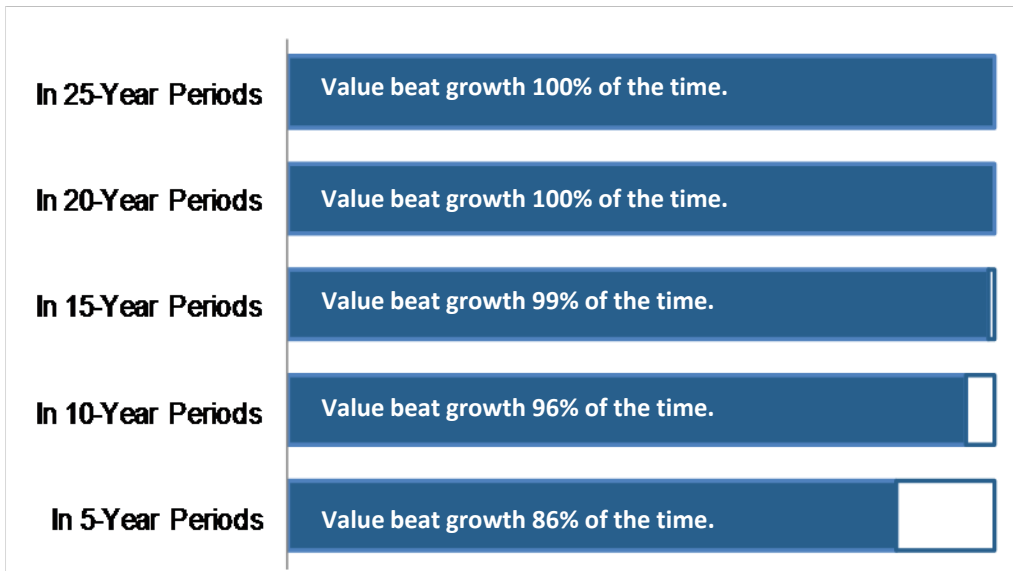 In 25-Year Periods Value beat growth 100% of the time.
In 20-Year Periods Value beat growth 100% of the time.
In 15-Year Periods Value beat growth 99% of the time.
In 10-Year Periods Value beat growth 96% of the time.
In 5-Year Periods Value beat growth 86% of the time.